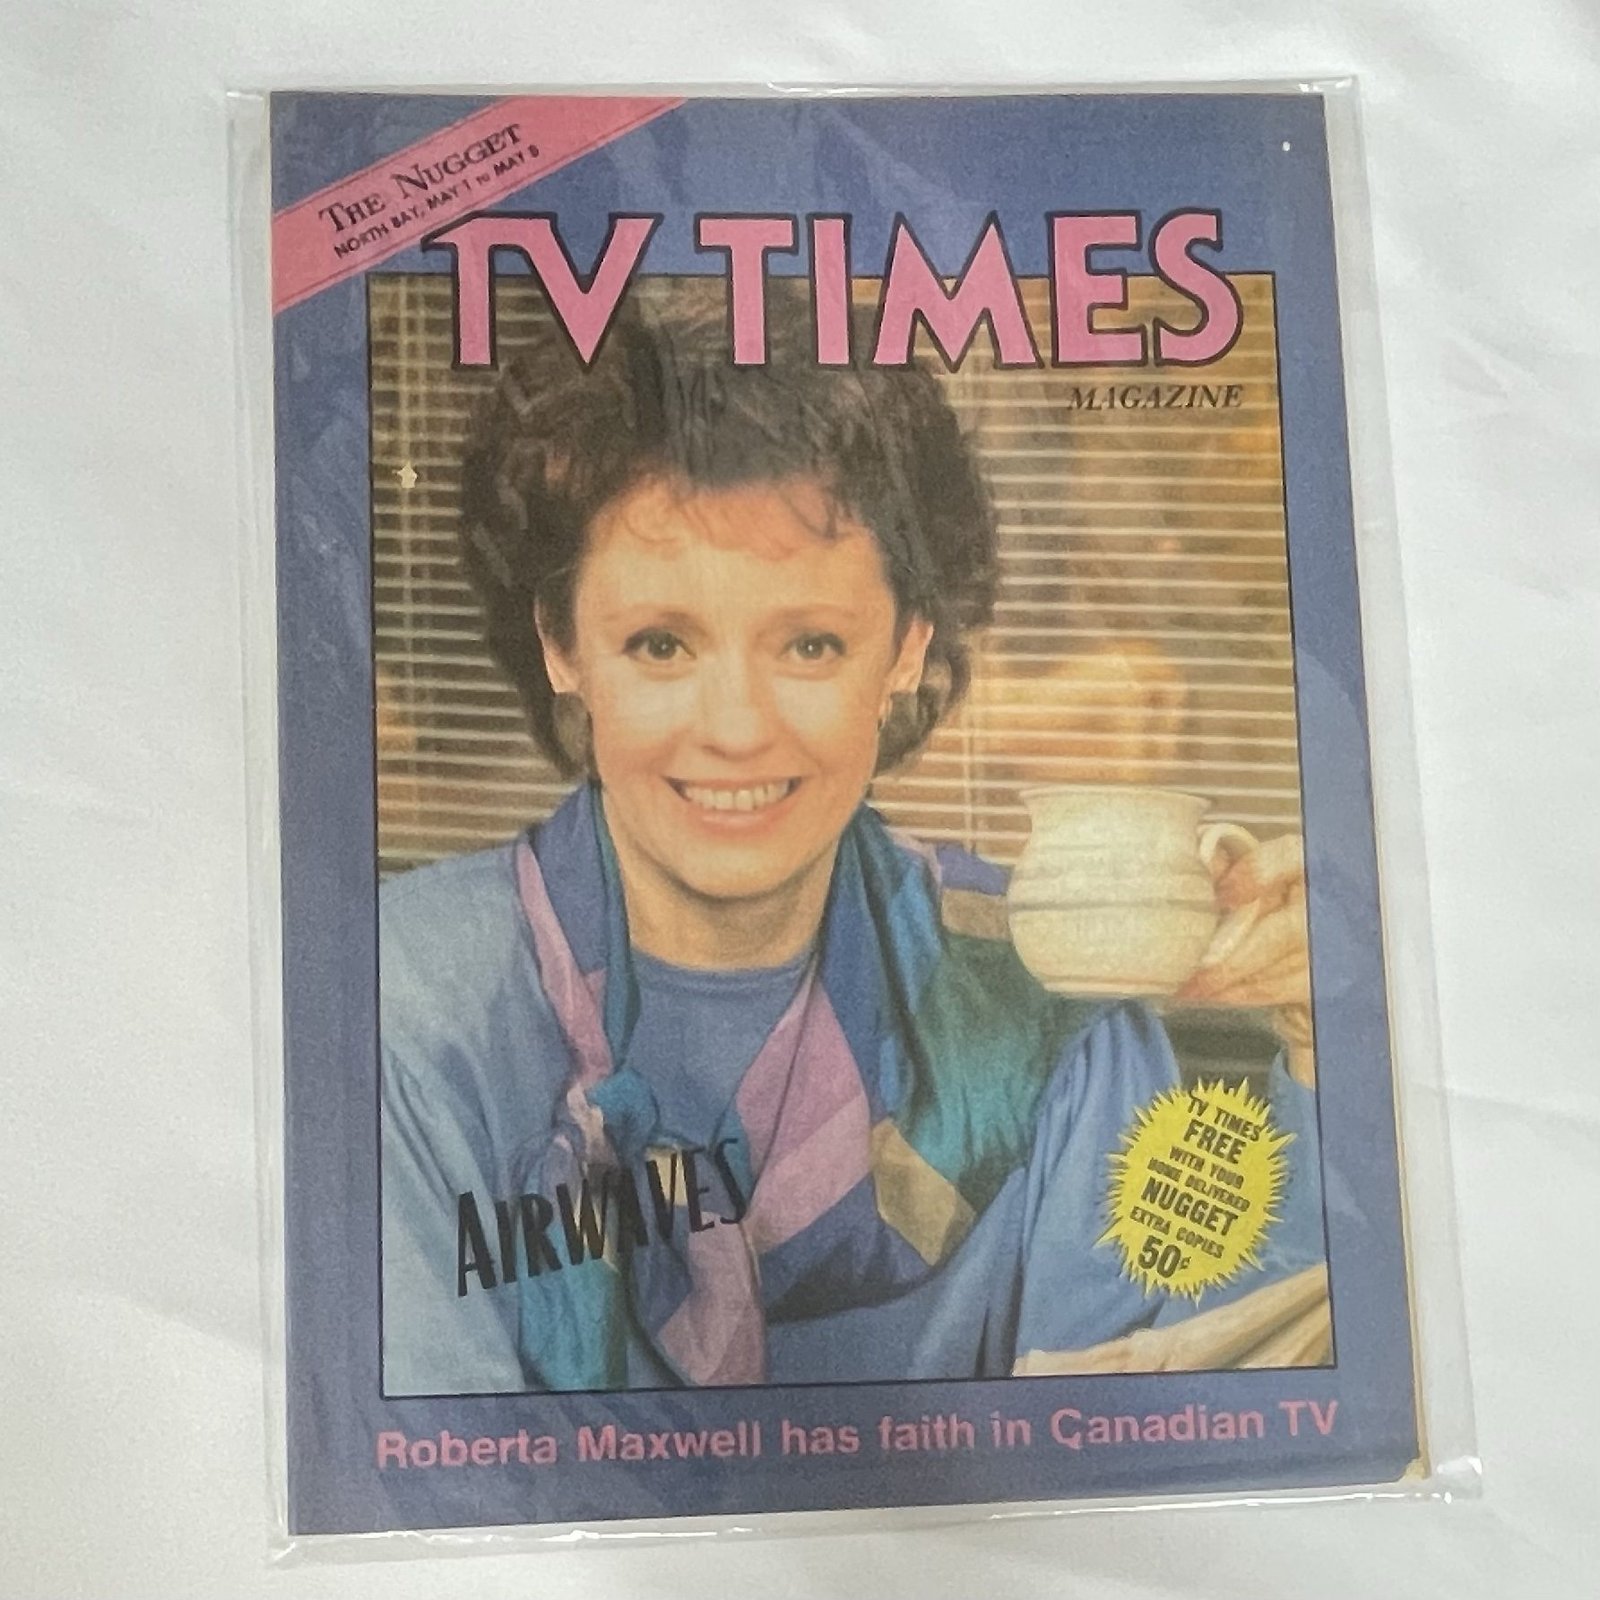 THE NUGGET
NORTH BAY, MAY 1 TO MAY 8
TV TIMES
MAGAZINE
TV TIMES
FREE
WITH YOUR
HOME DELIVERED
NUGGET
EXTRA COPIES
50¢
AIRWAVES
Roberta Maxwell has faith in Canadian TV